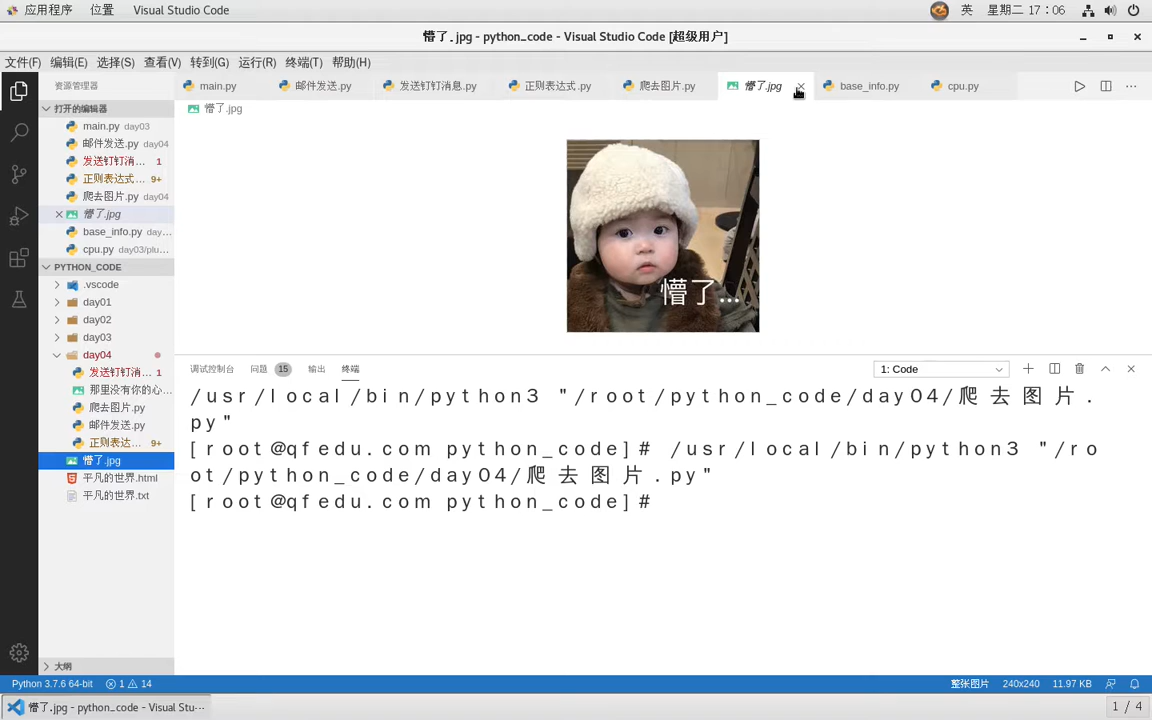 应用程序 位置 Visual Studio Code 英 星期二 17：06
懵了.jpg - python_code - Visual Studio Code [超级用户]
文件(F) 编辑(E) 选择(S) 查看(V) 转到(G) 运行(R) 终端(T) 帮助(H)
资源管理器 main.py 邮件发送.py 发送钉钉消息.py 正则表达式.py 爬去图片.py 懵了.jpg base_info.py cpu.py
打开的编辑器 懵了.jpg
main.py day03
邮件发送.py day04
发送钉钉消... 1
正则表达式... 9+
爬去图片.py day04
懵了.jpg
base_info.py day...
cpu.py day03/plu...
懵了...
PYTHON_CODE
.vscode
day01
day02
day03
day04
发送钉钉消... 1
那里没有你的心...
爬去图片.py
邮件发送.py
正则表达... 9+
懵了.jpg
平凡的世界.html
平凡的世界.txt
大纲
调试控制台 问题 15 输出 终端 1: Code
/usr/local/bin/python3 "/root/python_code/day04/爬去图片.
py"
[root@qfedu.com python_code]# /usr/local/bin/python3 "/ro
ot/python_code/day04/爬去图片.py"
[root@qfedu.com python_code]#
Python 3.7.6 64-bit 1 14 整张图片 240x240 11.97 KB
懵了.jpg - python_code - Visual Stu··· 1 / 4